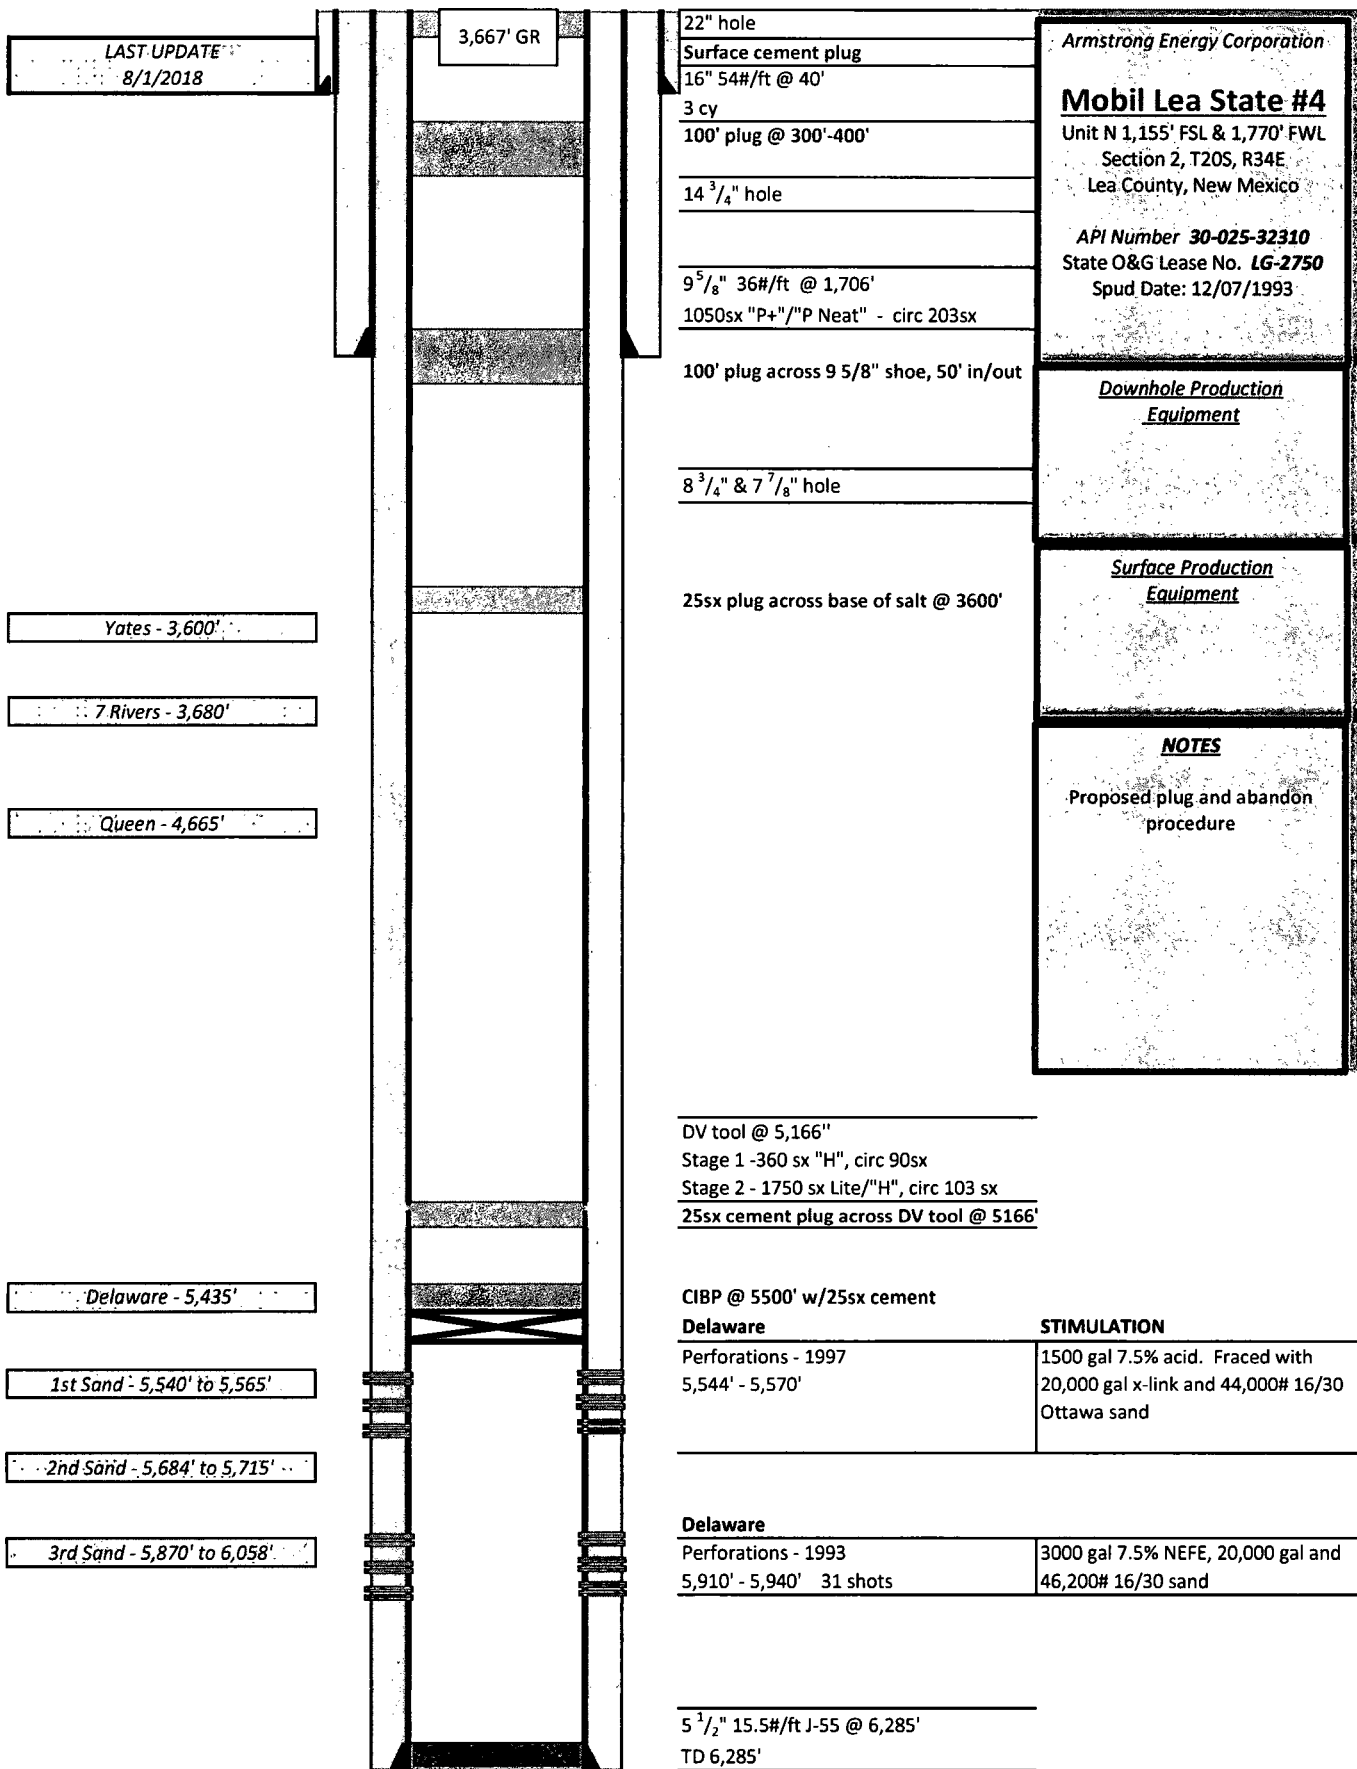 LAST UPDATE
8/1/2018
3,667' GR
22" hole
Surface cement plug
16" 54#/ft @ 40'
3 cy
100' plug @ 300'-400'
14 3/4" hole
9 5/8" 36#/ft @ 1,706'
1050sx "P+"/"P Neat" - circ 203sx
100' plug across 9 5/8" shoe, 50' in/out
8 3/4" & 7 7/8" hole
25sx plug across base of salt @ 3600'
Armstrong Energy Corporation
Mobil Lea State #4
Unit N 1,155' FSL & 1,770' FWL
Section 2, T20S, R34E
Lea County, New Mexico
API Number 30-025-32310
State O&G Lease No. LG-2750
Spud Date: 12/07/1993
Downhole Production
Equipment
Surface Production
Equipment
NOTES
Proposed plug and abandon
procedure
Yates - 3,600'
7 Rivers - 3,680'
Queen - 4,665'
DV tool @ 5,166"
Stage 1 -360 sx "H", circ 90sx
Stage 2 - 1750 sx Lite/"H", circ 103 sx
25sx cement plug across DV tool @ 5166'
Delaware - 5,435'
CIBP @ 5500' w/25sx cement
Delaware
STIMULATION
Perforations - 1997
5,544' - 5,570'
1500 gal 7.5% acid. Fraced with
20,000 gal x-link and 44,000# 16/30
Ottawa sand
1st Sand - 5,540' to 5,565'
2nd Sand - 5,684' to 5,715'
Delaware
3rd Sand - 5,870' to 6,058'
Perforations - 1993
5,910' - 5,940' 31 shots
3000 gal 7.5% NEFE, 20,000 gal and
46,200# 16/30 sand
5 1/2" 15.5#/ft J-55 @ 6,285'
TD 6,285'